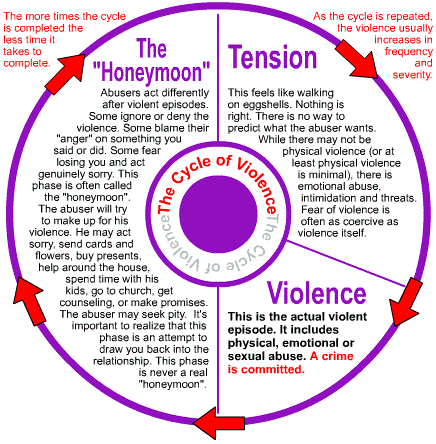 The more times the cycle
is completed the
less time it
takes to
complete.
As the cycle is repeated,
the violence usually
increases in
frequency
and
severity.
The
"Honeymoon"
Abusers act differently
after violent episodes.
Some ignore or deny the
violence. Some blame their
"anger" on something you
said or did. Some fear
losing you and act
genuinely sorry. This
phase is often called
the "honeymoon".
The abuser will try
to make up for his
violence. He may act
sorry, send cards and
flowers, buy presents,
help around the house,
spend time with his
kids, go to church, get
counseling, or make promises.
The abuser may seek pity. It's
important to realize that this
phase is an attempt to
draw you back into the
relationship. This phase
is never a real
"honeymoon".
Tension
This feels like walking
on eggshells. Nothing is
right. There is no way to
predict what the abuser wants.
While there may not be
physical violence (or at
least physical violence
is minimal), there is
emotional abuse,
intimidation and threats.
Fear of violence is
often as coercive as
violence itself.
The Cycle of Violence
The Cycle of Violence
Violence
This is the actual violent
episode. It includes
physical, emotional or
sexual abuse. A crime
is committed.